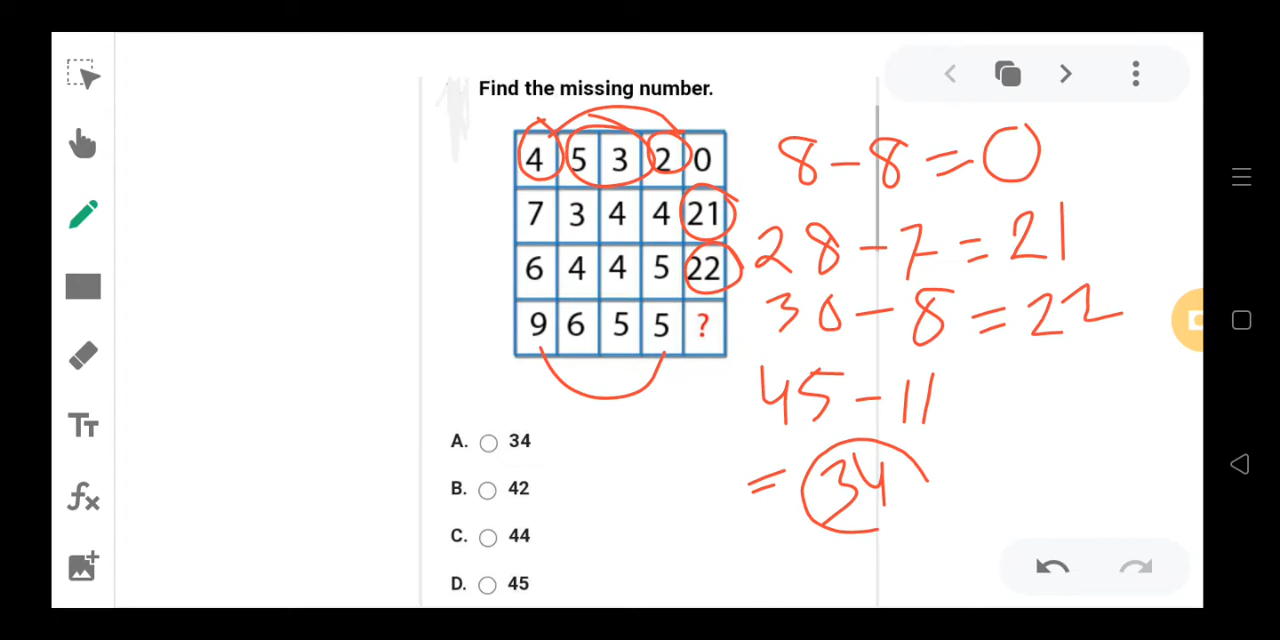 Find the missing number.
4 5 3 2 0
7 3 4 4 21
6 4 4 5 22
9 6 5 5 ?
8 - 8 = 0
28 - 7 = 21
30 - 8 = 22
45 - 11
= 34
A. 34
B. 42
C. 44
D. 45
Tт
fx